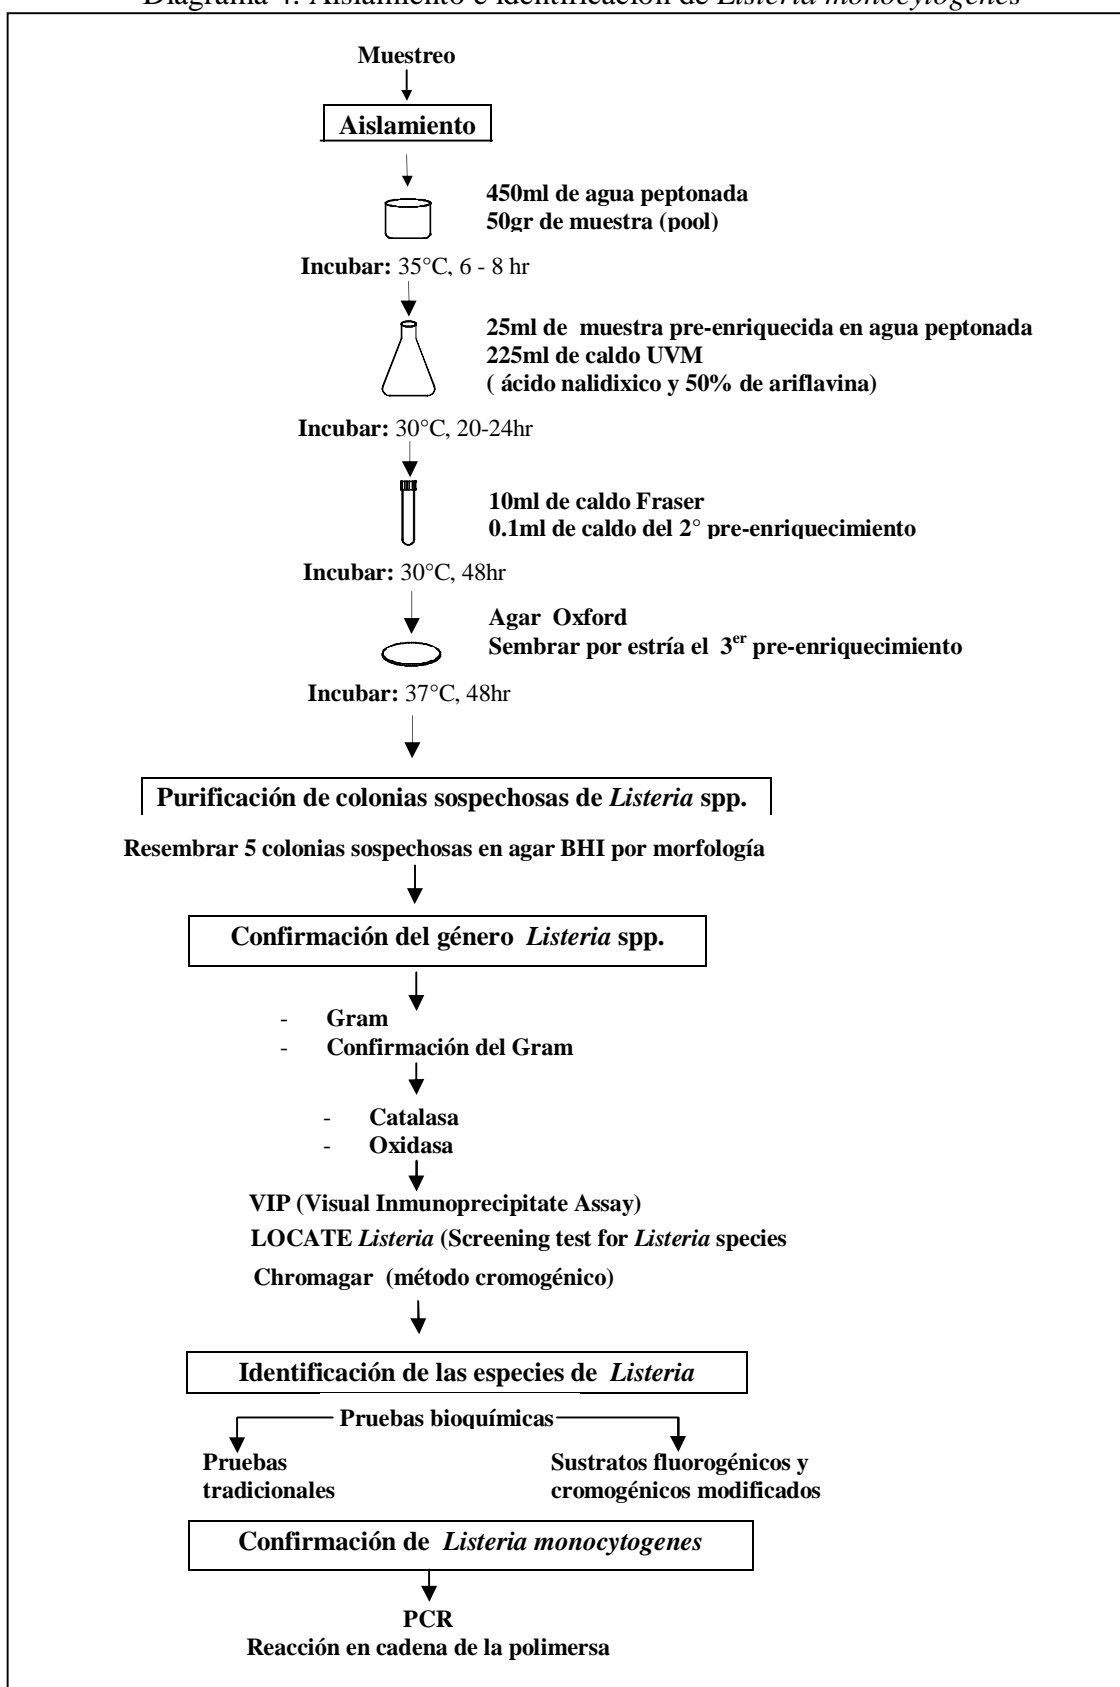 Diagrama 4. Aislamiento e identificación de Listeria monocytogenes
Muestreo
Aislamiento
450ml de agua peptonada
50gr de muestra (pool)
Incubar: 35°C, 6 - 8 hr
25ml de muestra pre-enriquecida en agua peptonada
225ml de caldo UVM
( ácido nalidixico y 50% de ariflavina)
Incubar: 30°C, 20-24hr
10ml de caldo Fraser
0.1ml de caldo del 2° pre-enriquecimiento
Incubar: 30°C, 48hr
Agar Oxford
Sembrar por estría el 3er pre-enriquecimiento
Incubar: 37°C, 48hr
Purificación de colonias sospechosas de Listeria spp.
Resembrar 5 colonias sospechosas en agar BHI por morfología
Confirmación del género Listeria spp.
- Gram
- Confirmación del Gram
- Catalasa
- Oxidasa
VIP (Visual Inmunoprecipitate Assay)
LOCATE Listeria (Screening test for Listeria species
Chromagar (método cromogénico)
Identificación de las especies de Listeria
Pruebas bioquímicas
Pruebas
tradicionales
Sustratos fluorogénicos y
cromogénicos modificados
Confirmación de Listeria monocytogenes
PCR
Reacción en cadena de la polimersa